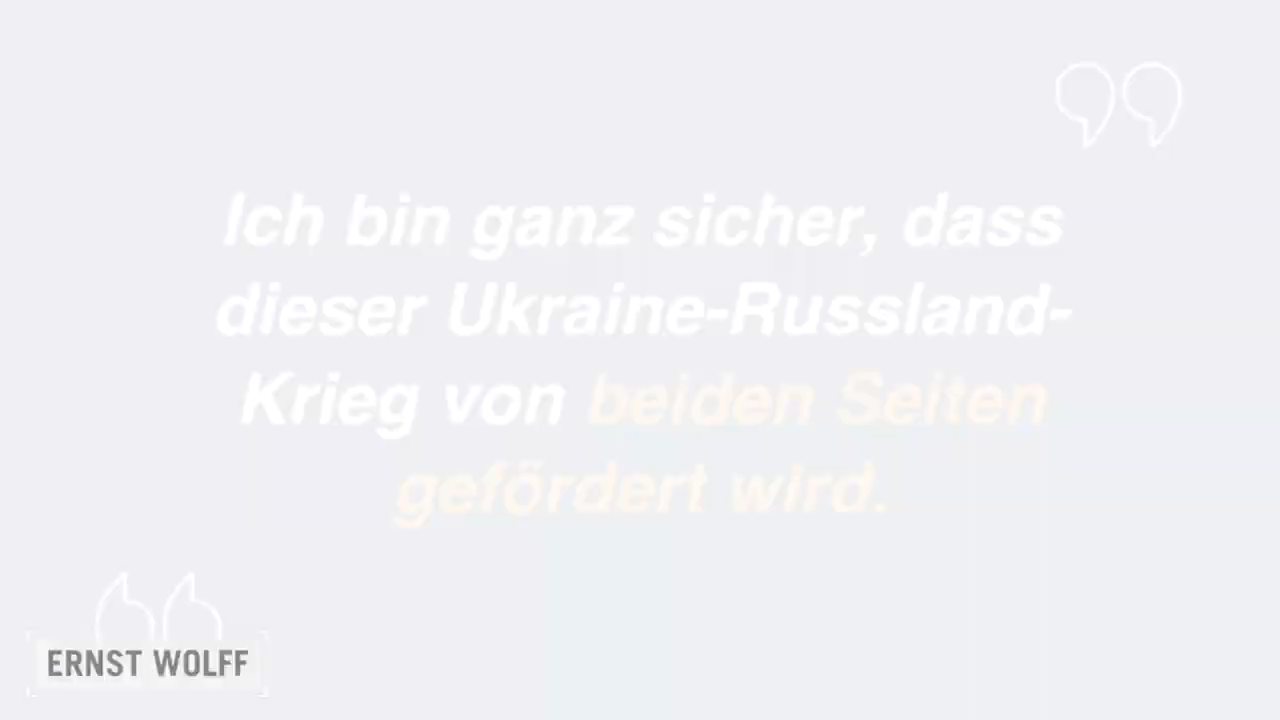 Ich bin ganz sicher, dass
dieser Ukraine-Russland-
Krieg von beiden Seiten
gefördert wird.
ERNST WOLFF